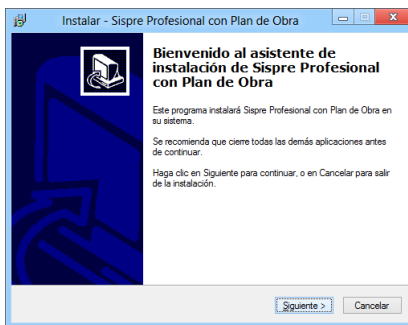 Instalar - Sispre Profesional con Plan de Obra
Bienvenido al asistente de
instalación de Sispre Profesional
con Plan de Obra
Este programa instalará Sispre Profesional con Plan de Obra en
su sistema.
Se recomienda que cierre todas las demás aplicaciones antes
de continuar.
Haga clic en Siguiente para continuar, o en Cancelar para salir
de la instalación.
Siguiente >
Cancelar